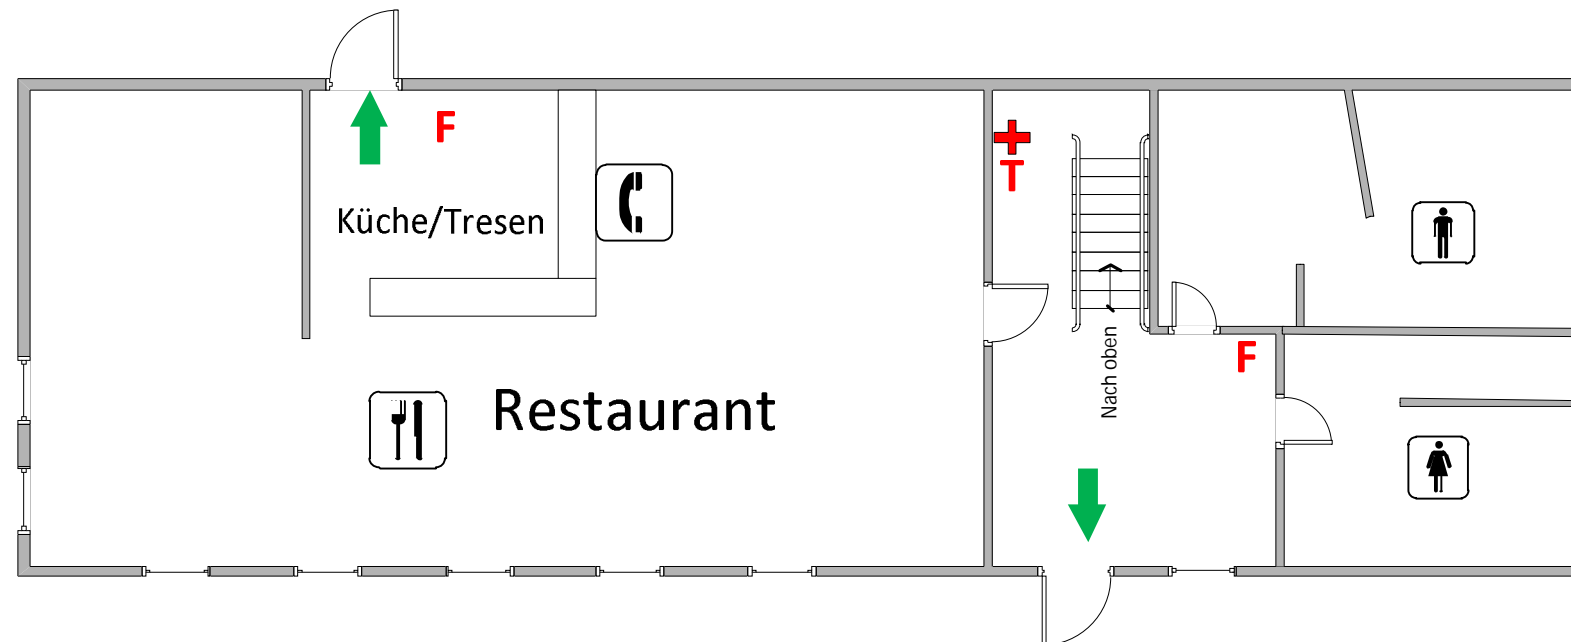 F
T
Küche/Tresen
Nach oben
F
Restaurant